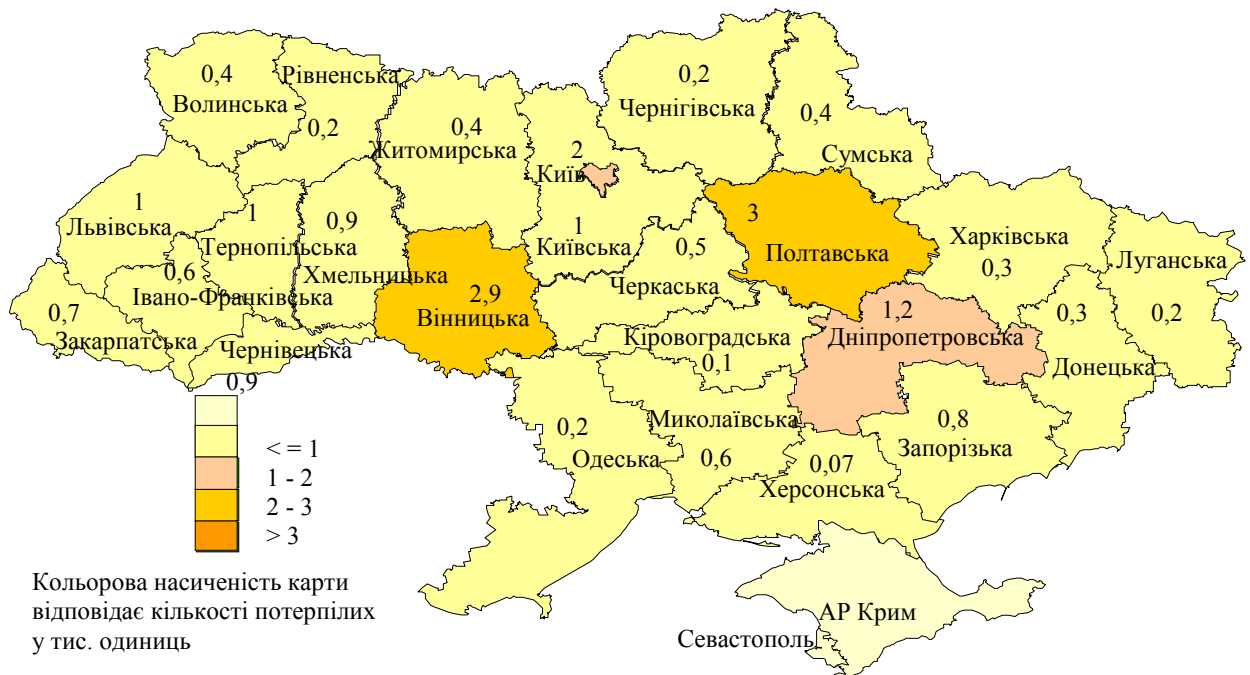 0,4
Волинська
Рівненська
0,2
0,4
Житомирська
2
Київ
0,2
Чернігівська
0,4
Сумська
1
Львівська
1
Тернопільська
0,9
Хмельницька
1
Київська
0,5
Черкаська
3
Полтавська
Харківська
0,3
Луганська
0,2
0,6
Івано-Франківська
0,7
Закарпатська
2,9
Вінницька
Чернівецька
0,9
Кіровоградська
0,1
1,2
Дніпропетровська
0,3
Донецька
0,2
Одеська
Миколаївська
0,6
0,07
Херсонська
0,8
Запорізька
АР Крим
Севастополь
< = 1
1 - 2
2 - 3
> 3
Кольорова насиченість карти
відповідає кількості потерпілих
у тис. одиниць